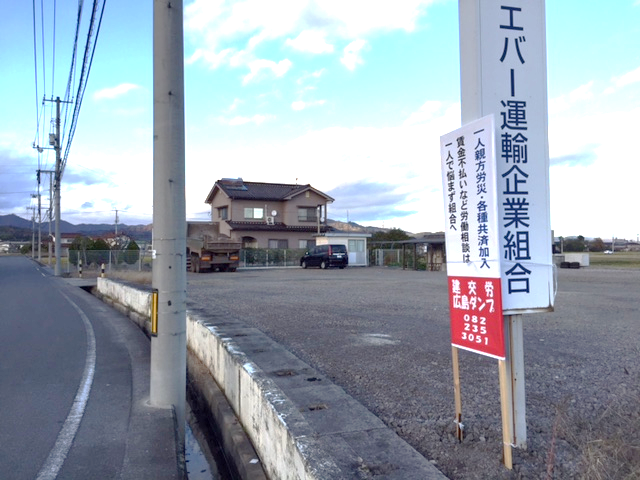 エバー運輸企業組合
一人親方労災・各種共済加入
賃金不払いなど労働相談は
一人で悩まず組合へ
建交労
広島ダンプ
082
235
3051